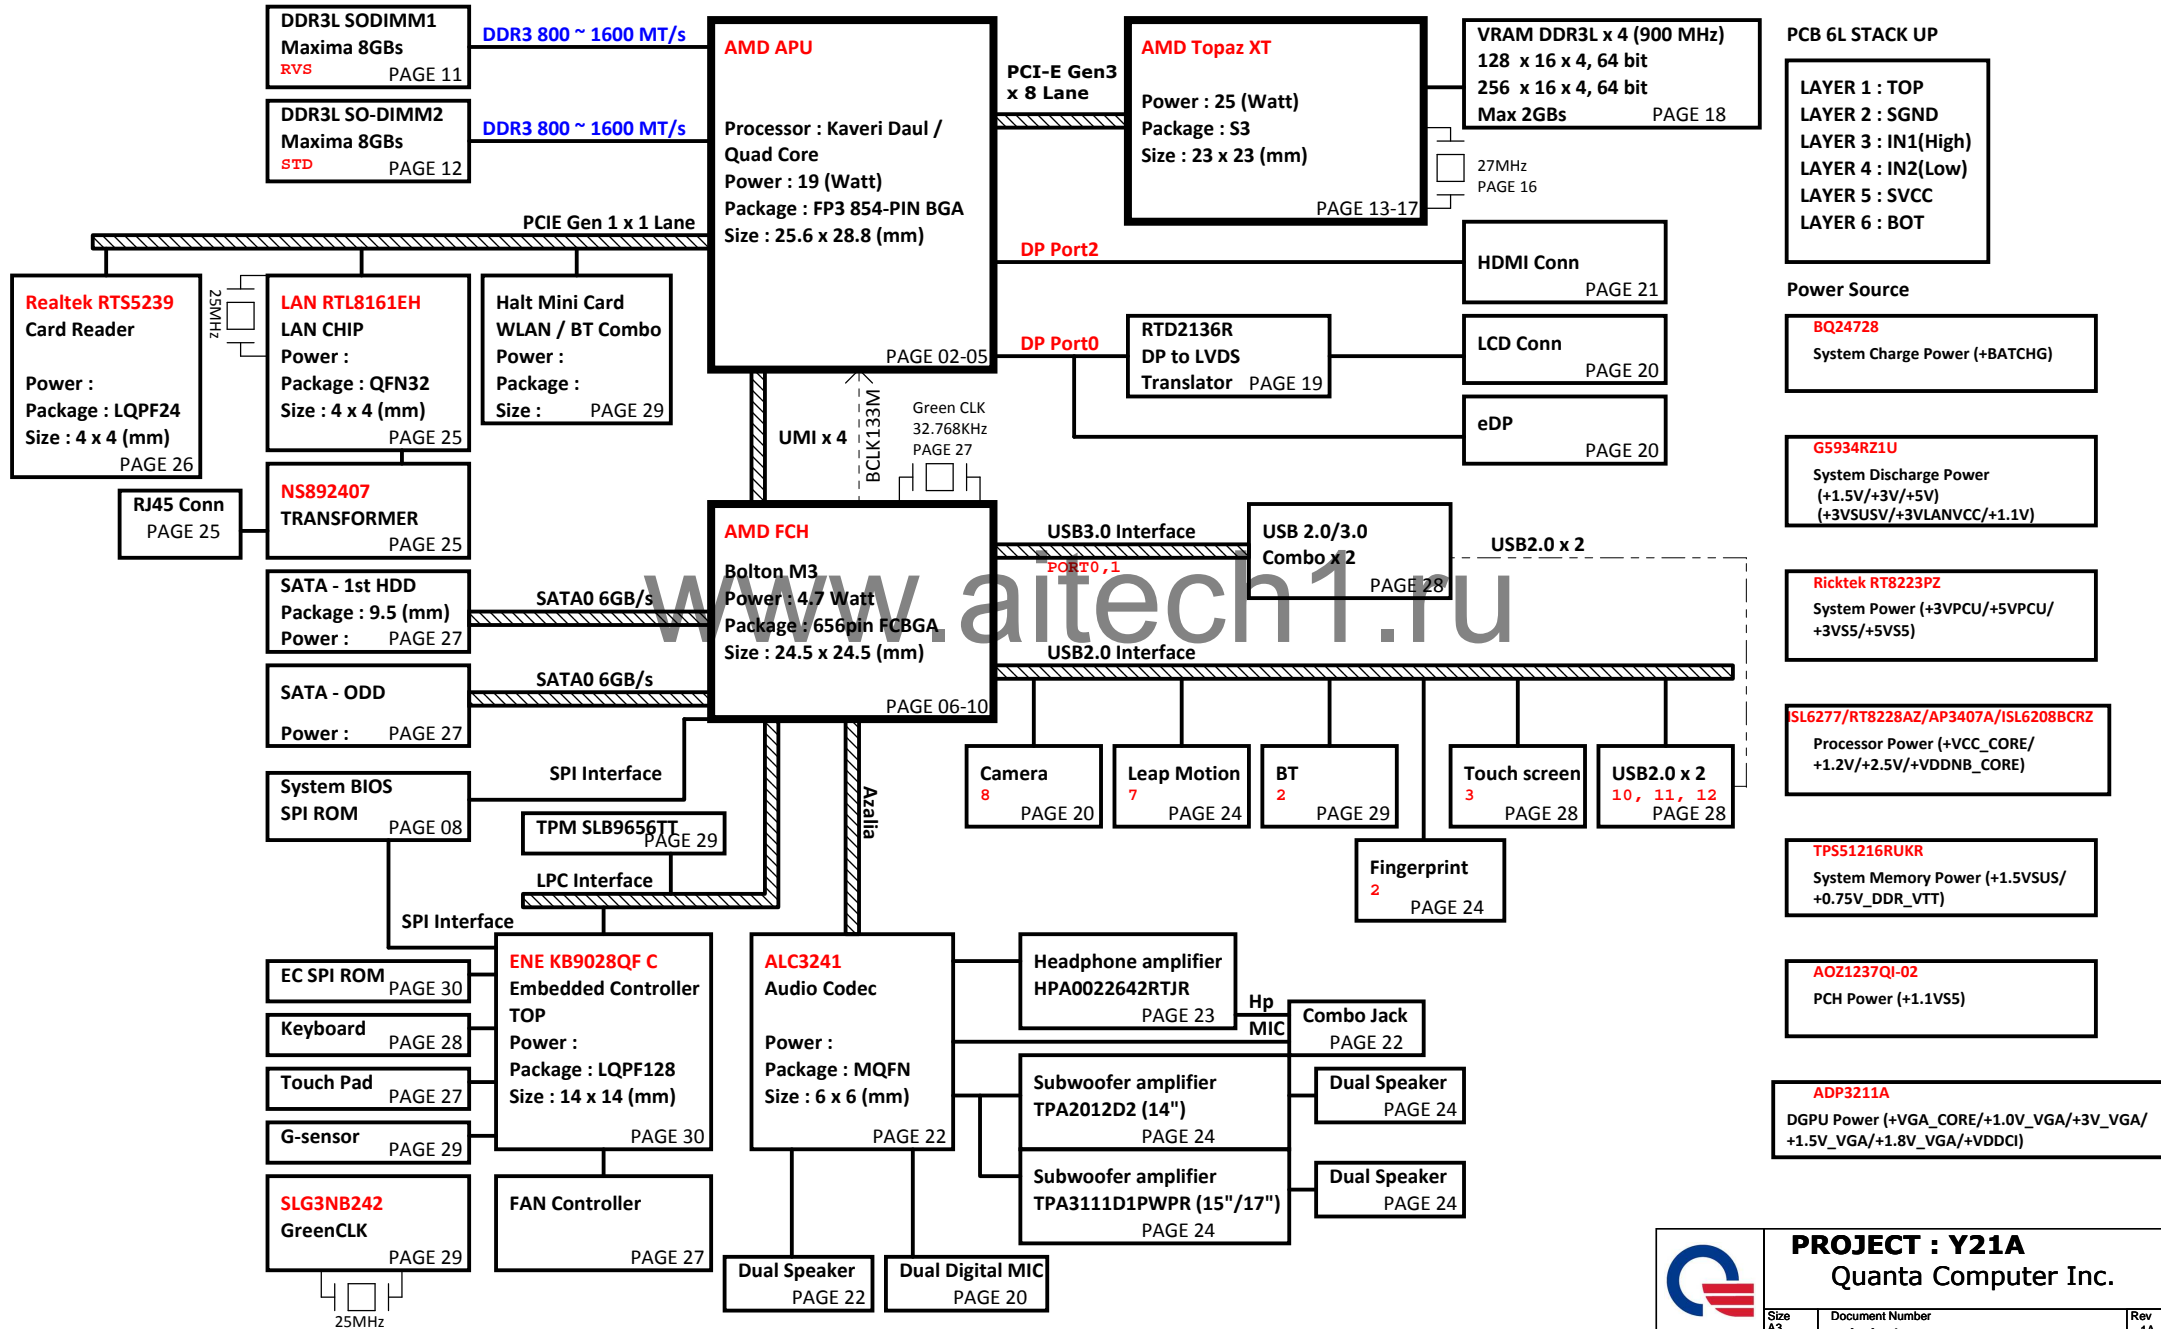 DDR3L SODIMM1
Maxima 8GBs
RVS
PAGE 11
DDR3 800 ~ 1600 MT/s
DDR3L SO-DIMM2
Maxima 8GBs
STD
PAGE 12
DDR3 800 ~ 1600 MT/s
AMD APU
Processor : Kaveri Daul /
Quad Core
Power : 19 (Watt)
Package : FP3 854-PIN BGA
Size : 25.6 x 28.8 (mm)
PAGE 02-05
PCI-E Gen3
x 8 Lane
AMD Topaz XT
Power : 25 (Watt)
Package : S3
Size : 23 x 23 (mm)
PAGE 13-17
VRAM DDR3L x 4 (900 MHz)
128 x 16 x 4, 64 bit
256 x 16 x 4, 64 bit
Max 2GBs
PAGE 18
27MHz
PAGE 16
PCB 6L STACK UP
LAYER 1 : TOP
LAYER 2 : SGND
LAYER 3 : IN1(High)
LAYER 4 : IN2(Low)
LAYER 5 : SVCC
LAYER 6 : BOT
PCIE Gen 1 x 1 Lane
Realtek RTS5239
Card Reader
Power :
Package : LQPF24
Size : 4 x 4 (mm)
PAGE 26
25MHz
LAN RTL8161EH
LAN CHIP
Power :
Package : QFN32
Size : 4 x 4 (mm)
PAGE 25
Halt Mini Card
WLAN / BT Combo
Power :
Package :
Size :
PAGE 29
DP Port2
HDMI Conn
PAGE 21
DP Port0
RTD2136R
DP to LVDS
Translator
PAGE 19
LCD Conn
PAGE 20
eDP
PAGE 20
UMI x 4
BCLK133M
Green CLK
32.768KHz
PAGE 27
RJ45 Conn
PAGE 25
NS892407
TRANSFORMER
PAGE 25
AMD FCH
Bolton M3
Power : 4.7 Watt
Package : 656pin FCBGA
Size : 24.5 x 24.5 (mm)
PAGE 06-10
USB3.0 Interface
PORT0,1
USB 2.0/3.0
Combo x 2
PAGE 28
USB2.0 x 2
www.aitech1.ru
SATA - 1st HDD
Package : 9.5 (mm)
Power :
PAGE 27
SATA0 6GB/s
SATA - ODD
Power :
PAGE 27
SATA0 6GB/s
USB2.0 Interface
Camera
8
PAGE 20
Leap Motion
7
PAGE 24
BT
2
PAGE 29
Touch screen
3
PAGE 28
USB2.0 x 2
10, 11, 12
PAGE 28
Fingerprint
2
PAGE 24
System BIOS
SPI ROM
PAGE 08
SPI Interface
TPM SLB9656TT
PAGE 29
LPC Interface
SPI Interface
Azalia
EC SPI ROM
PAGE 30
Keyboard
PAGE 28
Touch Pad
PAGE 27
G-sensor
PAGE 29
SLG3NB242
GreenCLK
PAGE 29
25MHz
ENE KB9028QF C
Embedded Controller
TOP
Power :
Package : LQPF128
Size : 14 x 14 (mm)
PAGE 30
FAN Controller
PAGE 27
ALC3241
Audio Codec
Power :
Package : MQFN
Size : 6 x 6 (mm)
PAGE 22
Dual Speaker
PAGE 22
Dual Digital MIC
PAGE 20
Headphone amplifier
HPA0022642RTJR
PAGE 23
Hp
MIC
Combo Jack
PAGE 22
Subwoofer amplifier
TPA2012D2 (14")
PAGE 24
Dual Speaker
PAGE 24
Subwoofer amplifier
TPA3111D1PWPR (15"/17")
PAGE 24
Dual Speaker
PAGE 24
Power Source
BQ24728
System Charge Power (+BATCHG)
G5934RZ1U
System Discharge Power
(+1.5V/+3V/+5V)
(+3VSUSV/+3VLANVCC/+1.1V)
Ricktek RT8223PZ
System Power (+3VPCU/+5VPCU/
+3VS5/+5VS5)
ISL6277/RT8228AZ/AP3407A/ISL6208BCRZ
Processor Power (+VCC_CORE/
+1.2V/+2.5V/+VDDNB_CORE)
TPS51216RUKR
System Memory Power (+1.5VSUS/
+0.75V_DDR_VTT)
AOZ1237QI-02
PCH Power (+1.1VS5)
ADP3211A
DGPU Power (+VGA_CORE/+1.0V_VGA/+3V_VGA/
+1.5V_VGA/+1.8V_VGA/+VDDCI)
PROJECT : Y21A
Quanta Computer Inc.
Size
A3
Document Number
Rev
1A